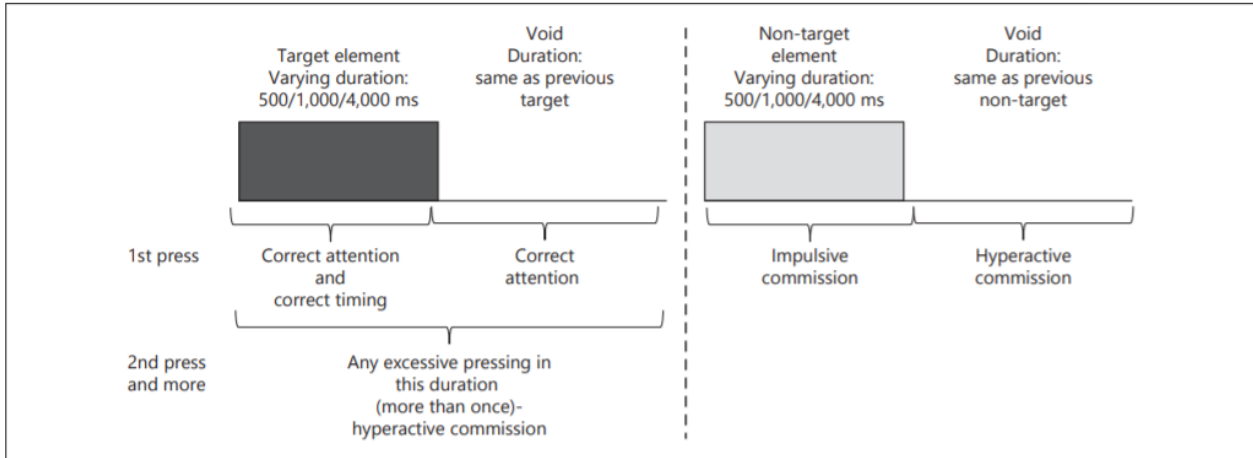 Target element
Varying duration:
500/1,000/4,000 ms
Void
Duration:
same as previous
target
Non-target
element
Varying duration:
500/1,000/4,000 ms
Void
Duration:
same as previous
non-target
1st press
Correct attention
and
correct timing
Correct
attention
Impulsive
commission
Hyperactive
commission
2nd press
and more
Any excessive pressing in
this duration
(more than once)-
hyperactive commission